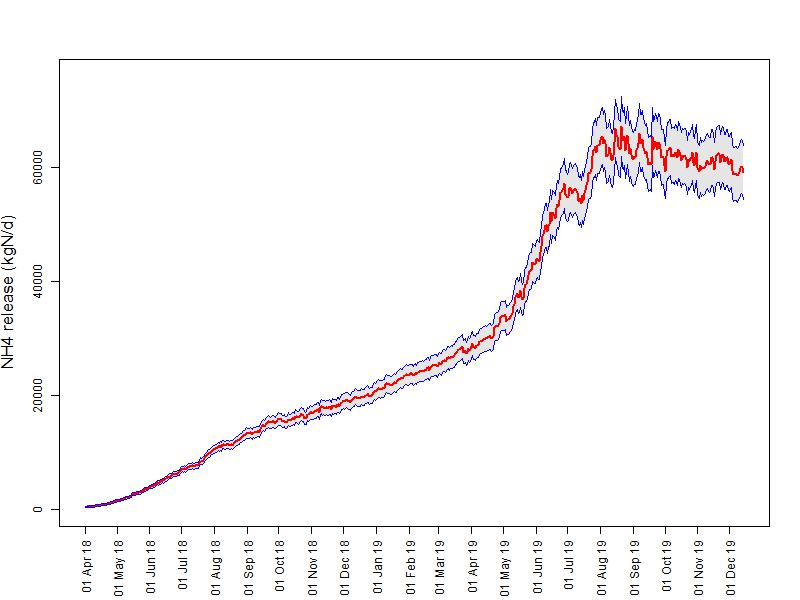 NH4 release (kgN/d)
60000
40000
20000
0
01 Apr 18
01 May 18
01 Jun 18
01 Jul 18
01 Aug 18
01 Sep 18
01 Oct 18
01 Nov 18
01 Dec 18
01 Jan 19
01 Feb 19
01 Mar 19
01 Apr 19
01 May 19
01 Jun 19
01 Jul 19
01 Aug 19
01 Sep 19
01 Oct 19
01 Nov 19
01 Dec 19